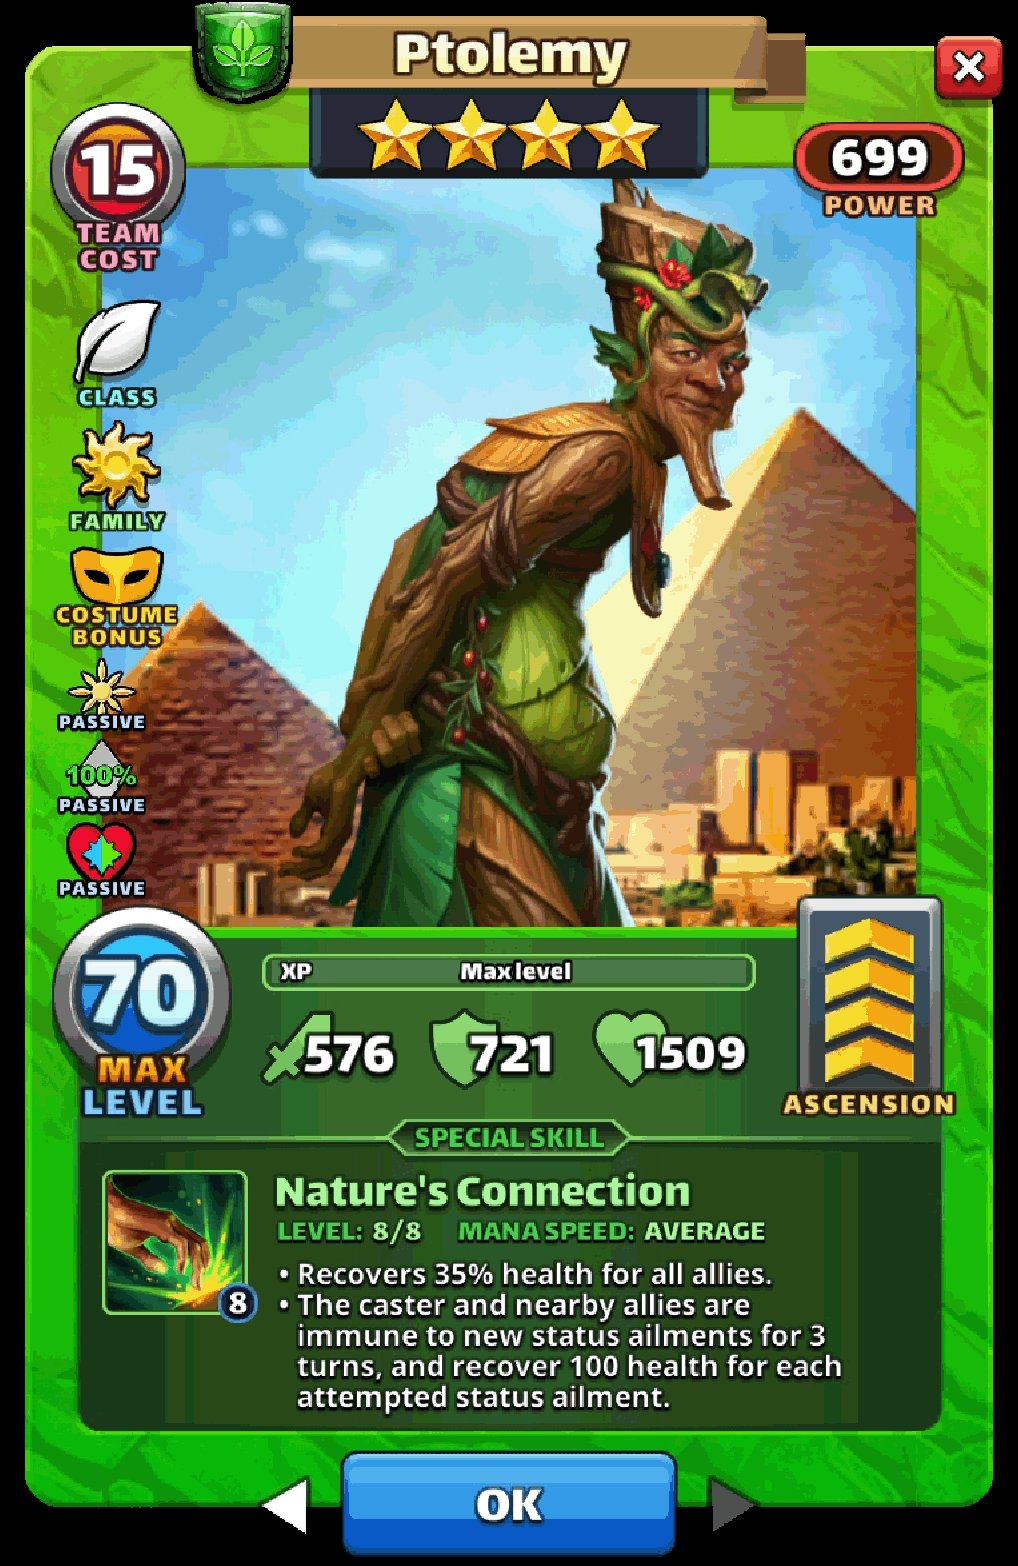 Ptolemy
15
TEAM
COST
699
POWER
CLASS
FAMILY
COSTUME
BONUS
PASSIVE
100%
PASSIVE
PASSIVE
70
MAX
LEVEL
XP Max level
576 721 1509
ASCENSION
SPECIAL SKILL
Nature's Connection
LEVEL: 8/8 MANA SPEED: AVERAGE
8
• Recovers 35% health for all allies.
• The caster and nearby allies are
immune to new status ailments for 3
turns, and recover 100 health for each
attempted status ailment.
OK